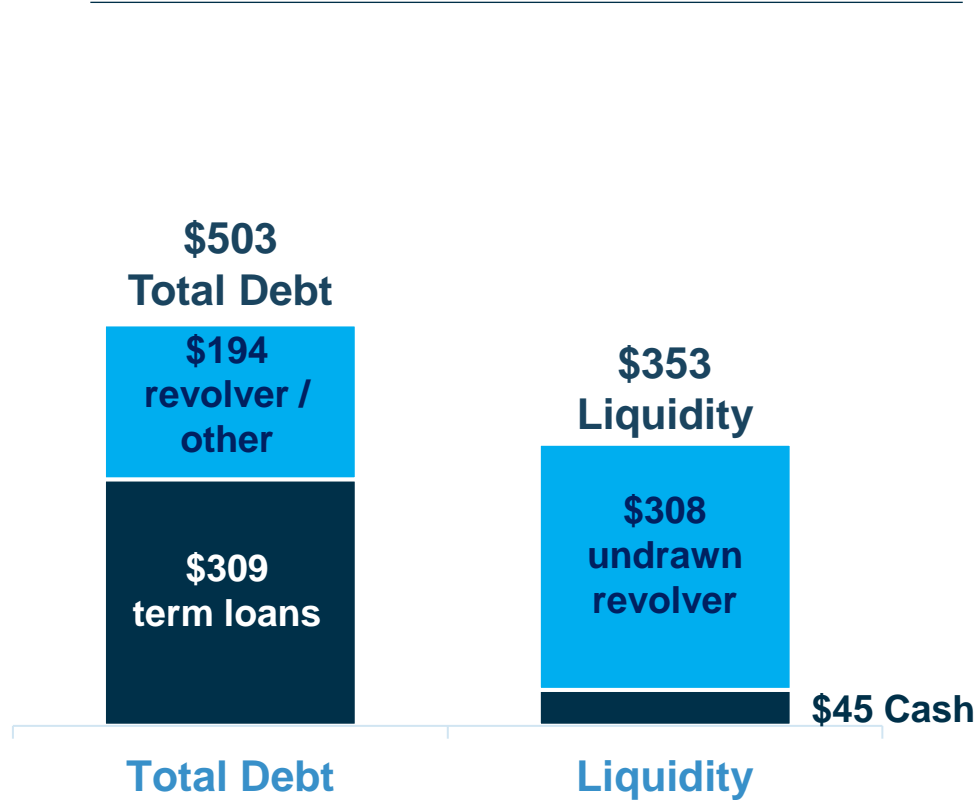 $503
Total Debt
$194
revolver /
other
$309
term loans
$353
Liquidity
$308
undrawn
revolver
$45 Cash
Total Debt
Liquidity